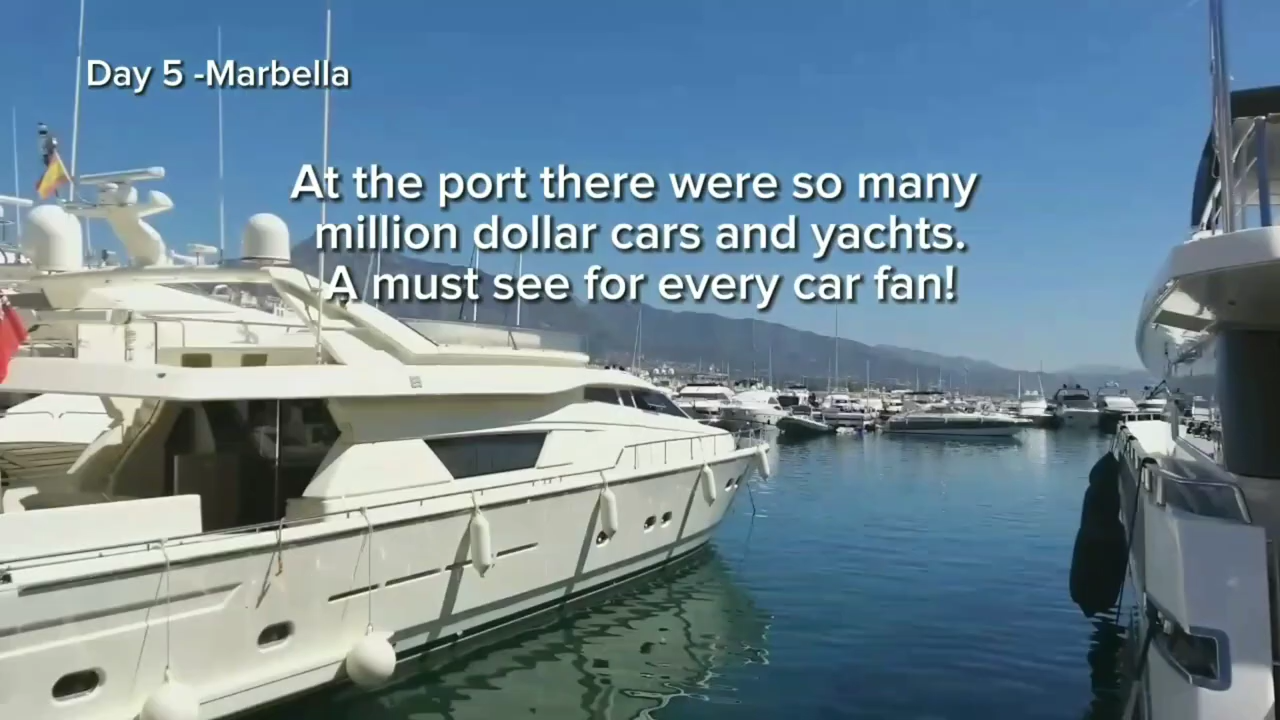 Day 5 -Marbella
At the port there were so many
million dollar cars and yachts.
A must see for every car fan!